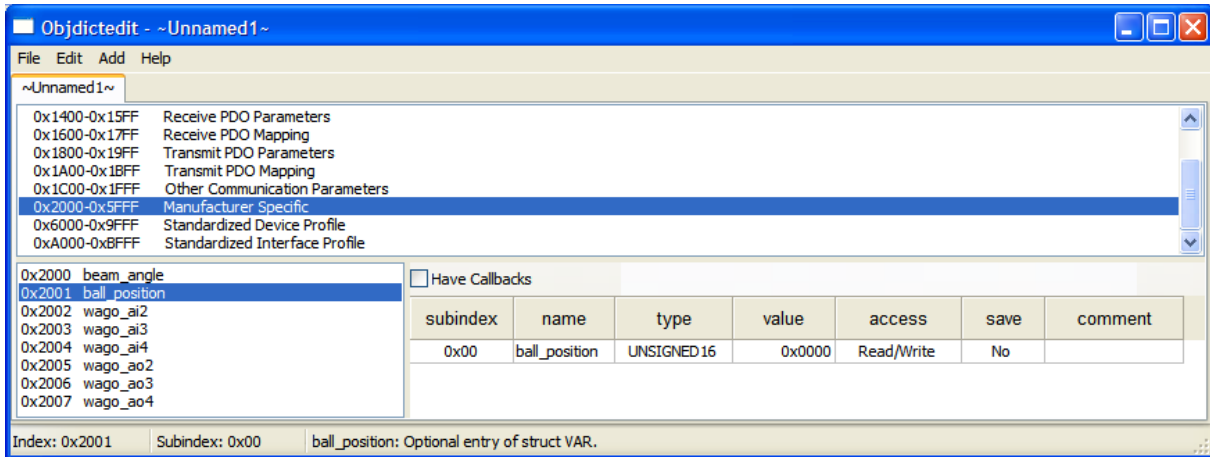 Objdictedit - ~Unnamed1~
File Edit Add Help
~Unnamed1~
0x1400-0x15FF Receive PDO Parameters
0x1600-0x17FF Receive PDO Mapping
0x1800-0x19FF Transmit PDO Parameters
0x1A00-0x1BFF Transmit PDO Mapping
0x1C00-0x1FFF Other Communication Parameters
0x2000-0x5FFF Manufacturer Specific
0x6000-0x9FFF Standardized Device Profile
0xA000-0xBFFF Standardized Interface Profile
0x2000 beam_angle
0x2001 ball_position
0x2002 wago_ai2
0x2003 wago_ai3
0x2004 wago_ai4
0x2005 wago_ao2
0x2006 wago_ao3
0x2007 wago_ao4
Have Callbacks
subindex name type value access save comment
0x00 ball_position UNSIGNED16 0x0000 Read/Write No
Index: 0x2001 Subindex: 0x00 ball_position: Optional entry of struct VAR.